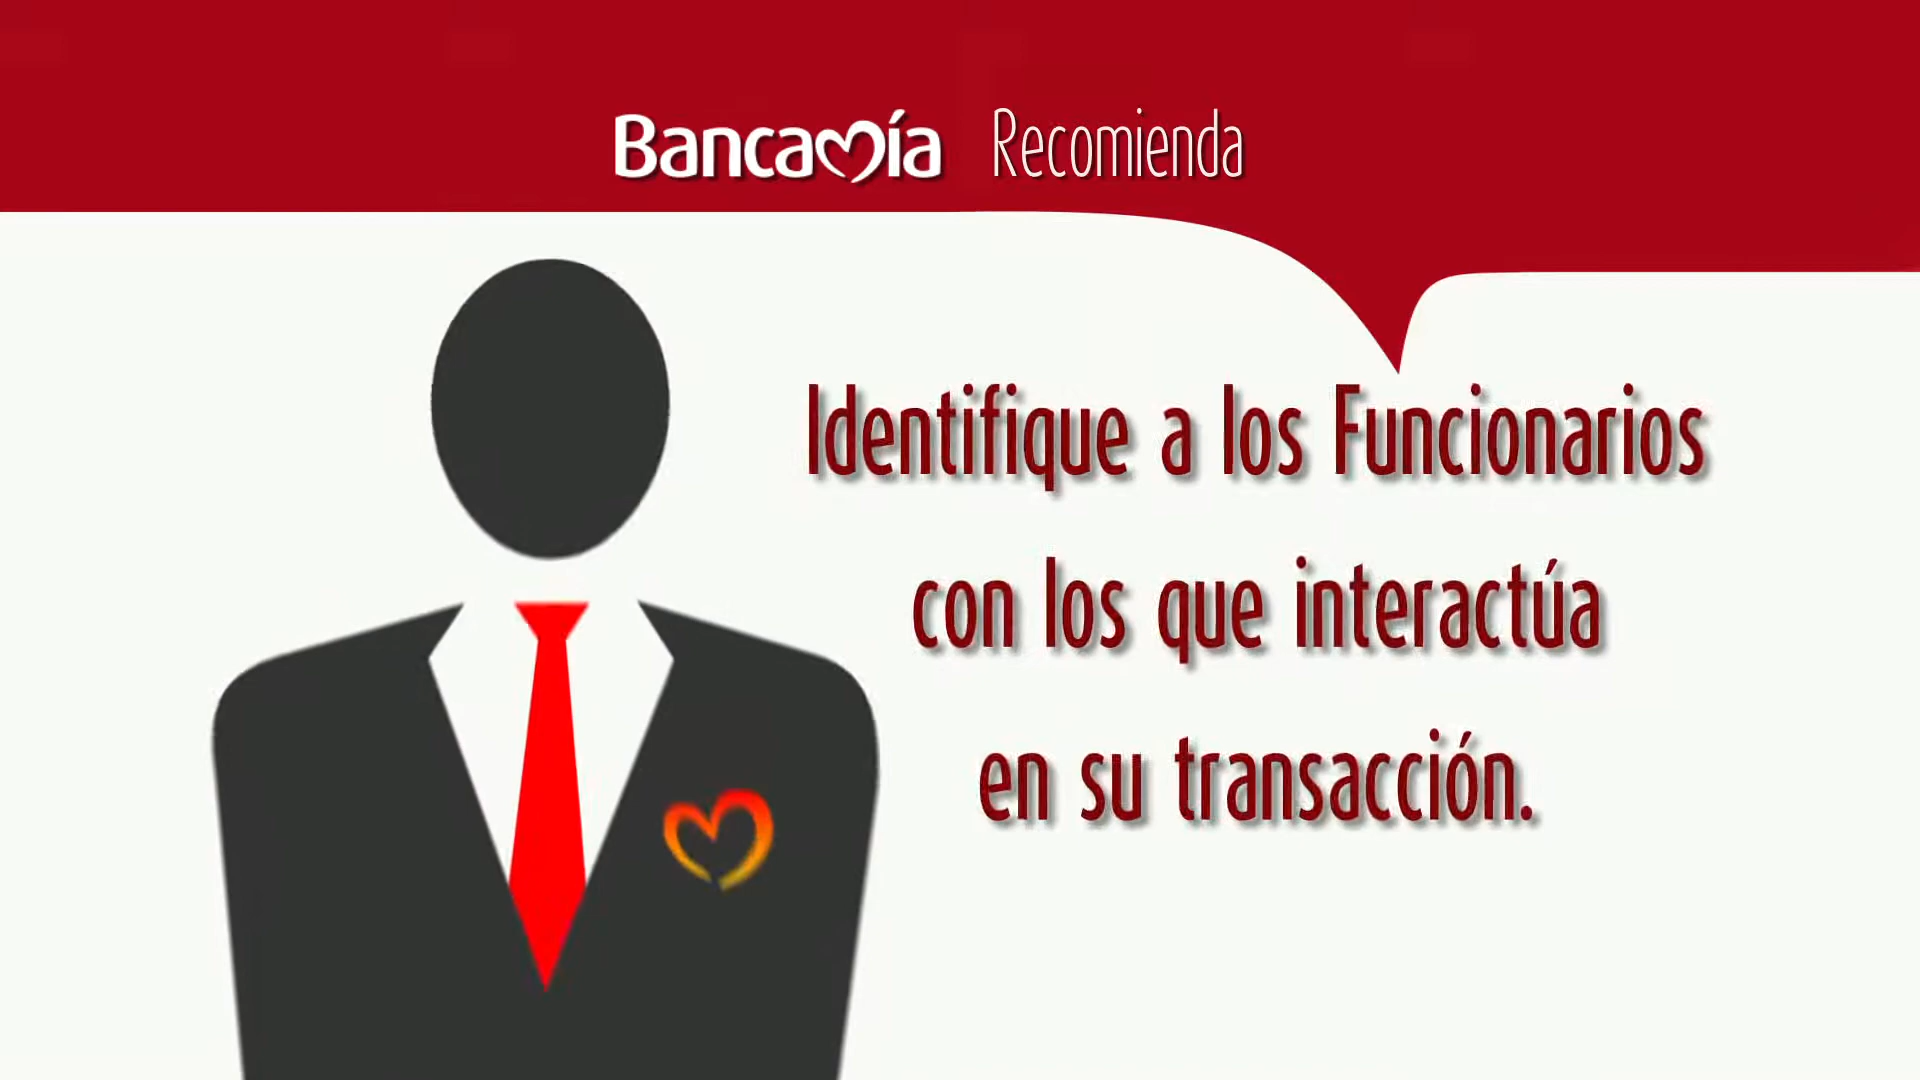 Bancamía Recomienda
Identifique a los Funcionarios
con los que interactúa
en su transacción.